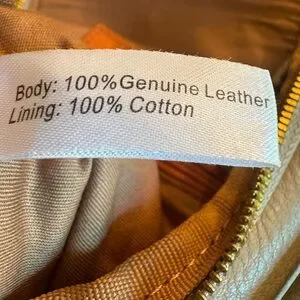 Body: 100%Genuine Leather
Lining: 100% Cotton